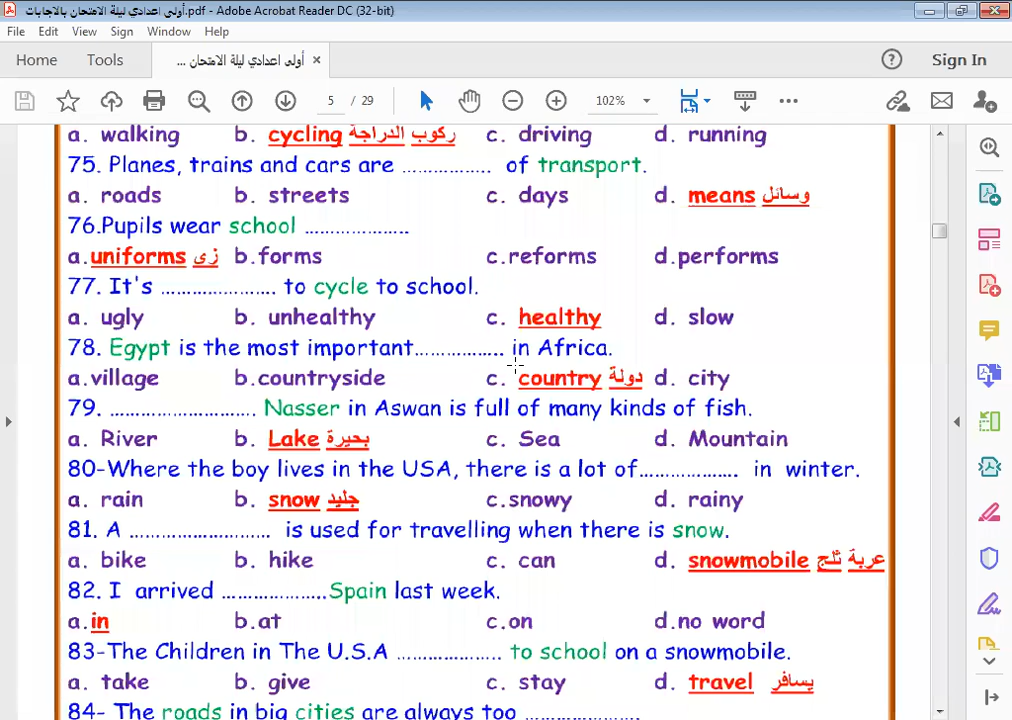 أولى اعدادي ليلة الامتحان بالاجابات.pdf - Adobe Acrobat Reader DC (32-bit)
File Edit View Sign Window Help
Home Tools أولى اعدادي ليلة الامتحان ... × ? Sign In
5 / 29 102%
a. walking b. cycling ركوب الدراجة c. driving d. running
75. Planes, trains and cars are ................. of transport.
a. roads b. streets c. days d. means وسائل
76.Pupils wear school ....................
a.uniforms زى b.forms c.reforms d.performs
77. It's ...................... to cycle to school.
a. ugly b. unhealthy c. healthy d. slow
78. Egypt is the most important................. in Africa.
a.village b.countryside c. country دولة d. city
79. ........................... Nasser in Aswan is full of many kinds of fish.
a. River b. Lake بحيرة c. Sea d. Mountain
80-Where the boy lives in the USA, there is a lot of................... in winter.
a. rain b. snow جليد c.snowy d. rainy
81. A .......................... is used for travelling when there is snow.
a. bike b. hike c. can d. snowmobile عربة ثلج
82. I arrived ....................Spain last week.
a.in b.at c.on d.no word
83-The Children in The U.S.A .................... to school on a snowmobile.
a. take b. give c. stay d. travel يسافر
84- The roads in big cities are always too ......................